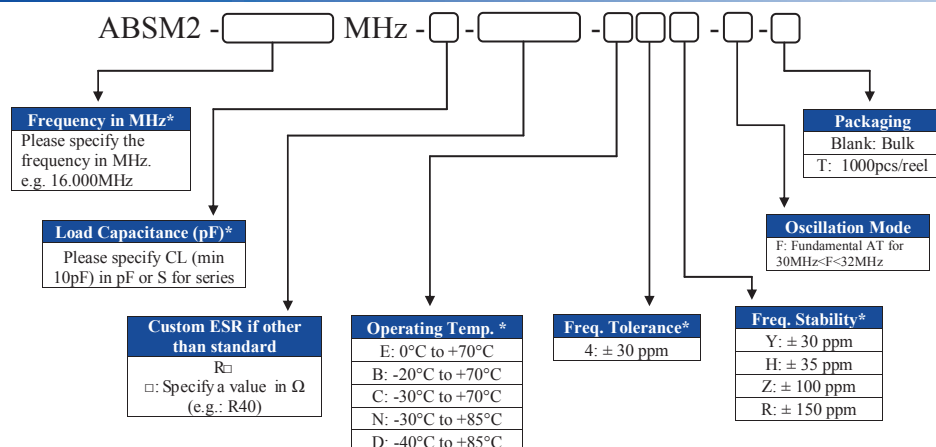 ABSM2 - MHz - - - - -
Frequency in MHz*
Please specify the
frequency in MHz.
e.g. 16.000MHz
Load Capacitance (pF)*
Please specify CL (min
10pF) in pF or S for series
Custom ESR if other
than standard
R□
□: Specify a value in Ω
(e.g.: R40)
Operating Temp. *
E: 0°C to +70°C
B: -20°C to +70°C
C: -30°C to +70°C
N: -30°C to +85°C
D: -40°C to +85°C
Freq. Tolerance*
4: ± 30 ppm
Freq. Stability*
Y: ± 30 ppm
H: ± 35 ppm
Z: ± 100 ppm
R: ± 150 ppm
Oscillation Mode
F: Fundamental AT for
30MHz<F<32MHz
Packaging
Blank: Bulk
T: 1000pcs/reel